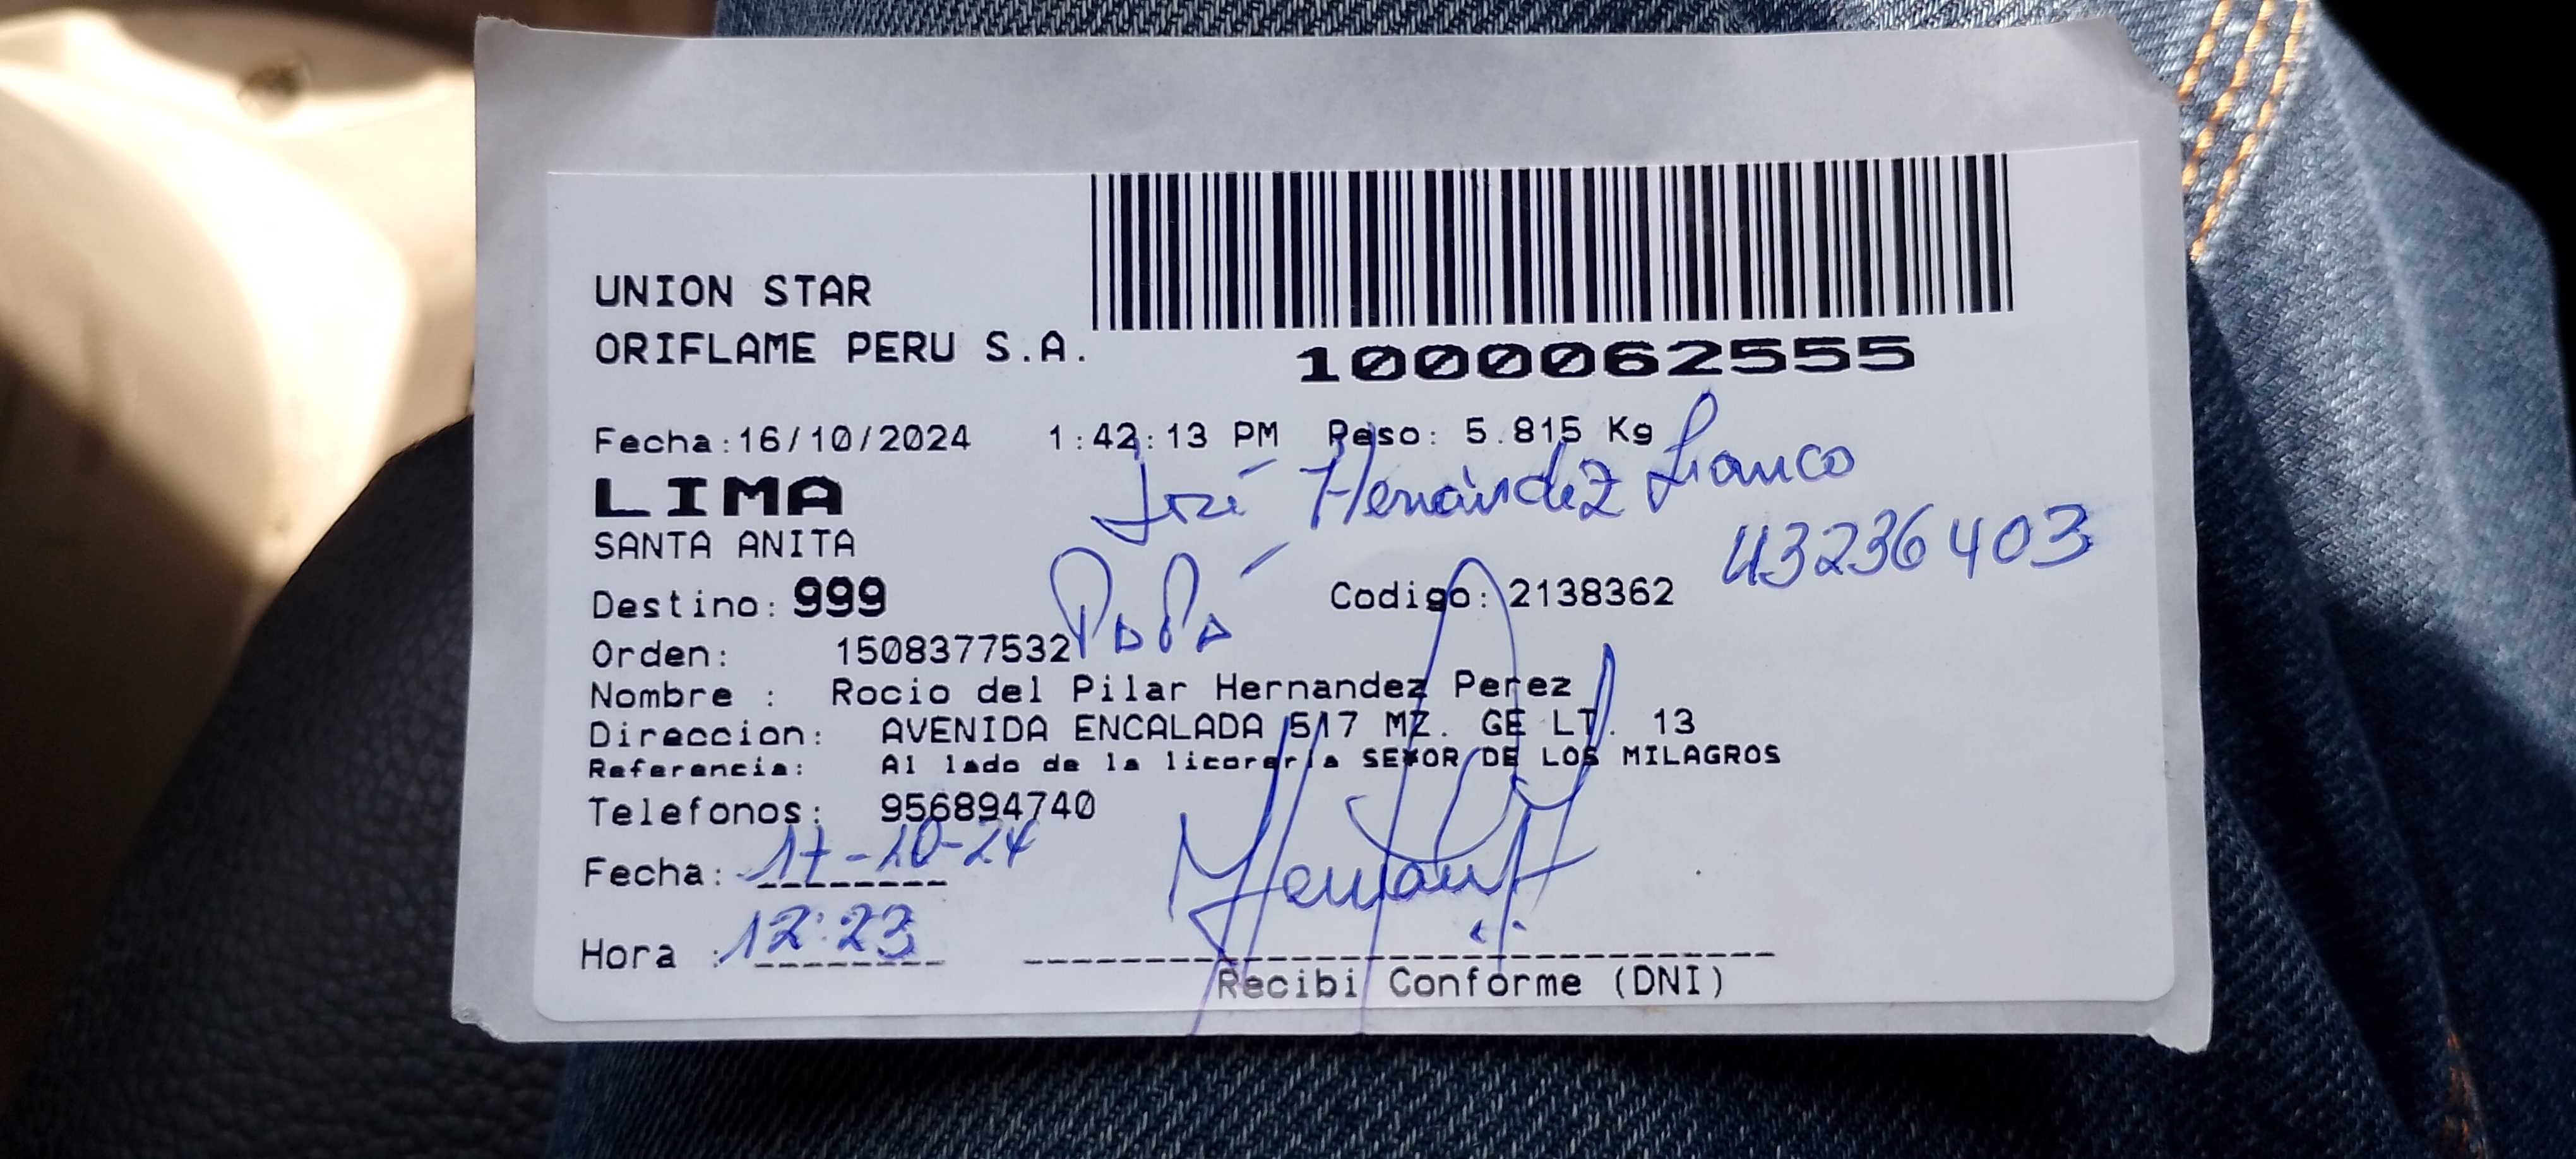 UNION STAR
ORIFLAME PERU S.A.
1000062555
Fecha:16/10/2024 1:42:13 PM Peso: 5.815 Kg
José Hernández Franco
LIMA
43236403
SANTA ANITA
Papá
Destino: 999 Codigo: 2138362
Orden: 1508377532
Nombre : Rocio del Pilar Hernandez Perez
Direccion: AVENIDA ENCALADA 517 MZ. GE LT. 13
Referencia: Al lado de la licoreria SE¥OR DE LOS MILAGROS
Telefonos: 956894740
Fecha: 17-10-24
Hora : 12:23
Recibi Conforme (DNI)